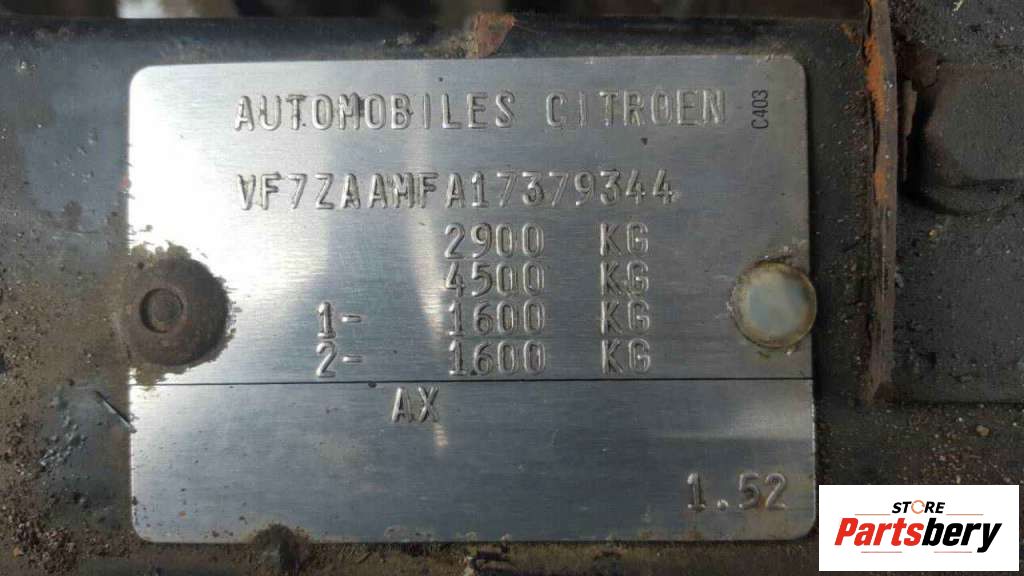 AUTOMOBILES CITROEN
C403
VF7ZAAMFA17379344
2900 KG
4500 KG
1- 1600 KG
2- 1600 KG
AX
1.52
STORE
Partsbery